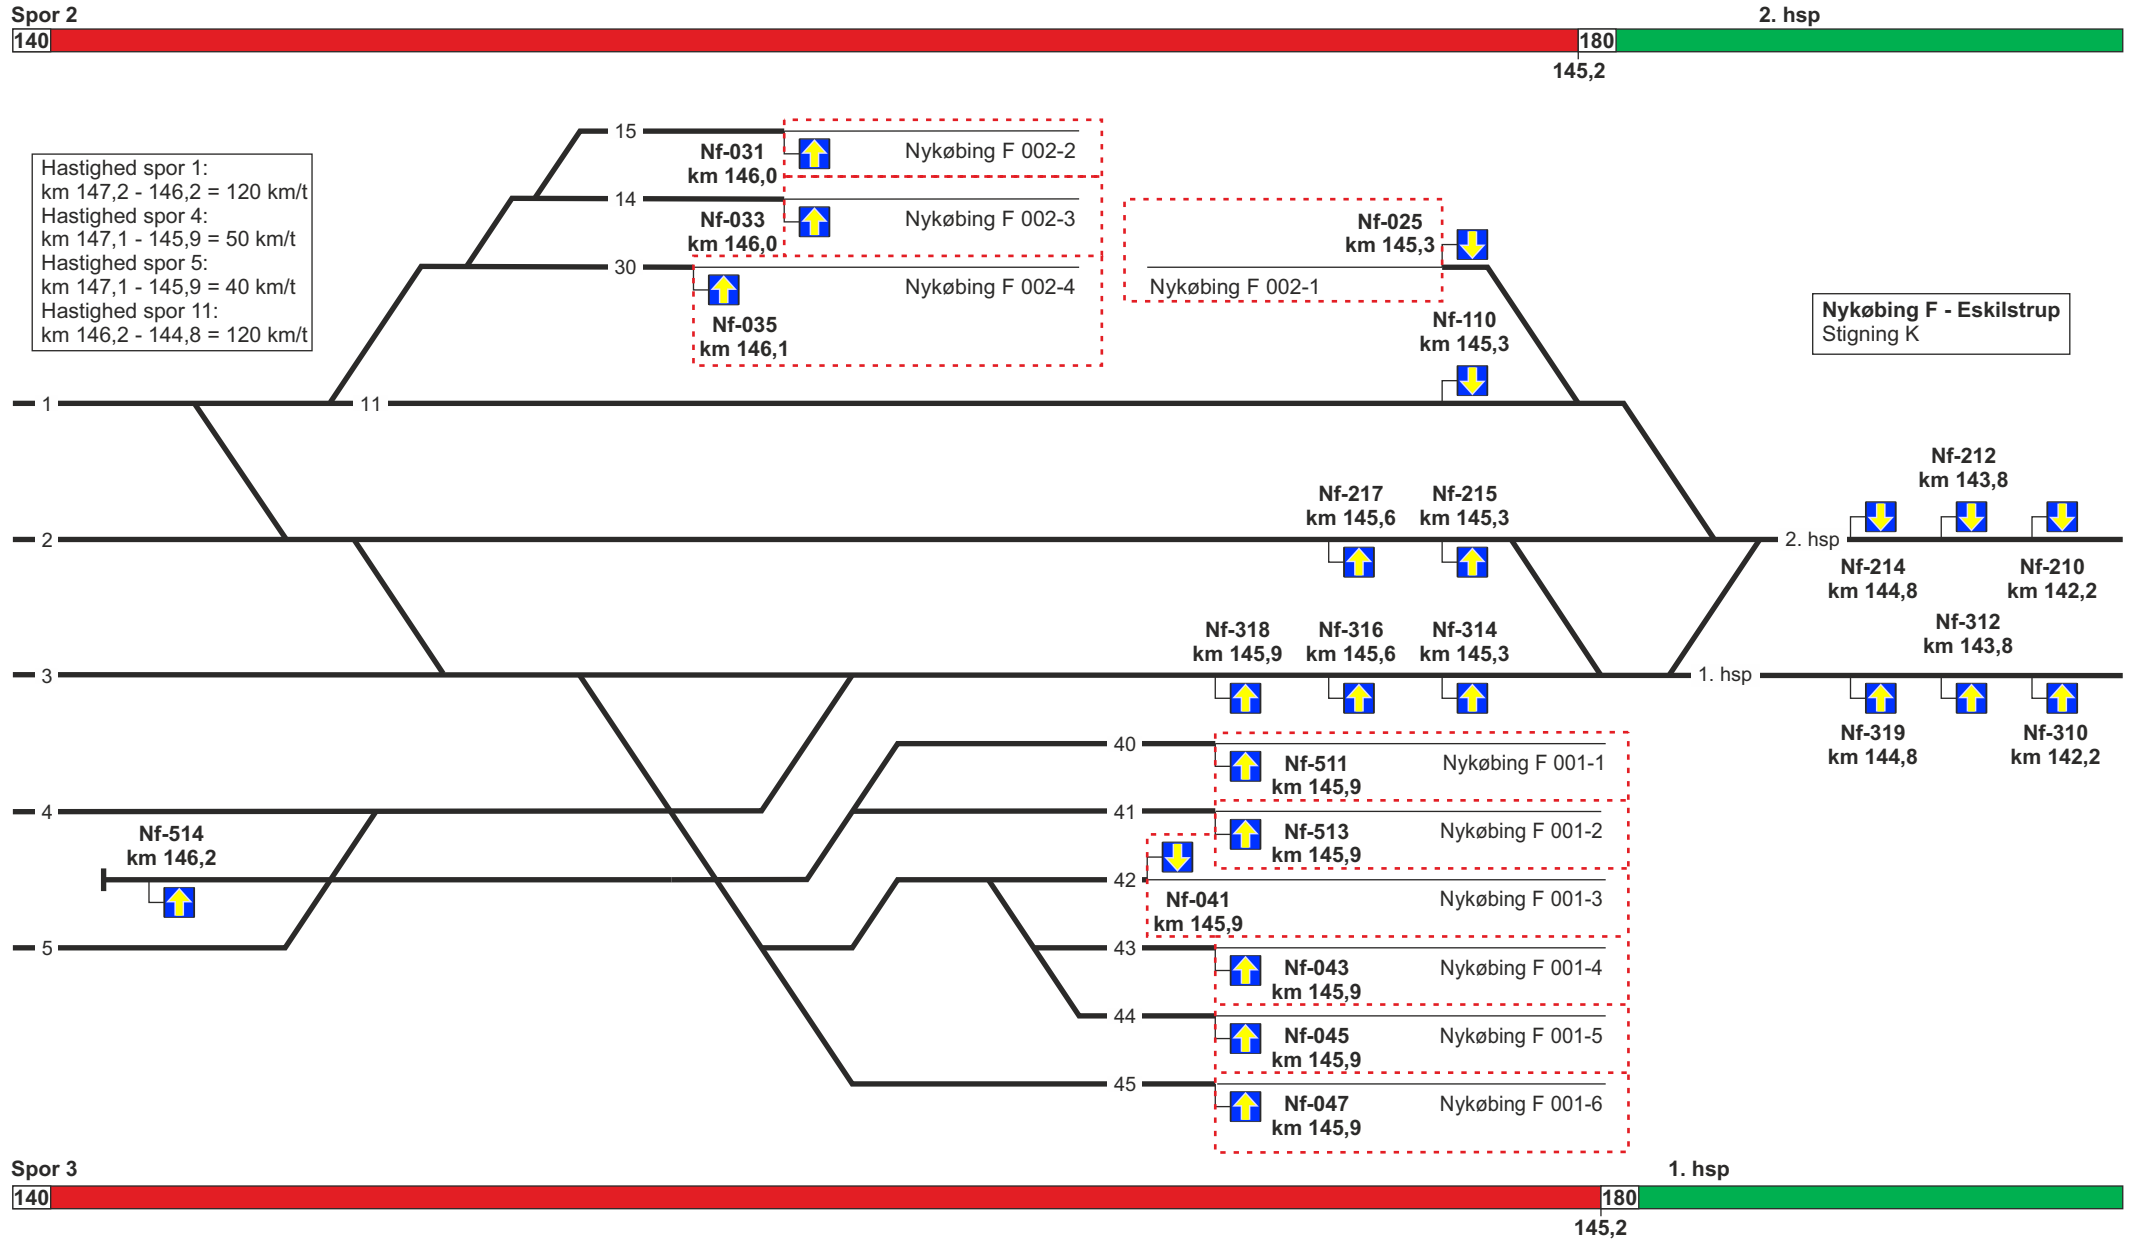 Spor 2
2. hsp
140
180
145,2
Hastighed spor 1:
km 147,2 - 146,2 = 120 km/t
Hastighed spor 4:
km 147,1 - 145,9 = 50 km/t
Hastighed spor 5:
km 147,1 - 145,9 = 40 km/t
Hastighed spor 11:
km 146,2 - 144,8 = 120 km/t
15
Nf-031
km 146,0
Nykøbing F 002-2
14
Nf-033
km 146,0
Nykøbing F 002-3
30
Nykøbing F 002-4
Nf-035
km 146,1
Nf-025
km 145,3
Nykøbing F 002-1
Nf-110
km 145,3
Nykøbing F - Eskilstrup
Stigning K
1
11
Nf-217
km 145,6
Nf-215
km 145,3
Nf-212
km 143,8
2
2. hsp
Nf-214
km 144,8
Nf-210
km 142,2
Nf-318
km 145,9
Nf-316
km 145,6
Nf-314
km 145,3
Nf-312
km 143,8
3
1. hsp
Nf-319
km 144,8
Nf-310
km 142,2
40
Nf-511
km 145,9
Nykøbing F 001-1
4
41
Nf-513
km 145,9
Nykøbing F 001-2
Nf-514
km 146,2
42
Nf-041
km 145,9
Nykøbing F 001-3
5
43
Nf-043
km 145,9
Nykøbing F 001-4
44
Nf-045
km 145,9
Nykøbing F 001-5
45
Nf-047
km 145,9
Nykøbing F 001-6
Spor 3
1. hsp
140
180
145,2